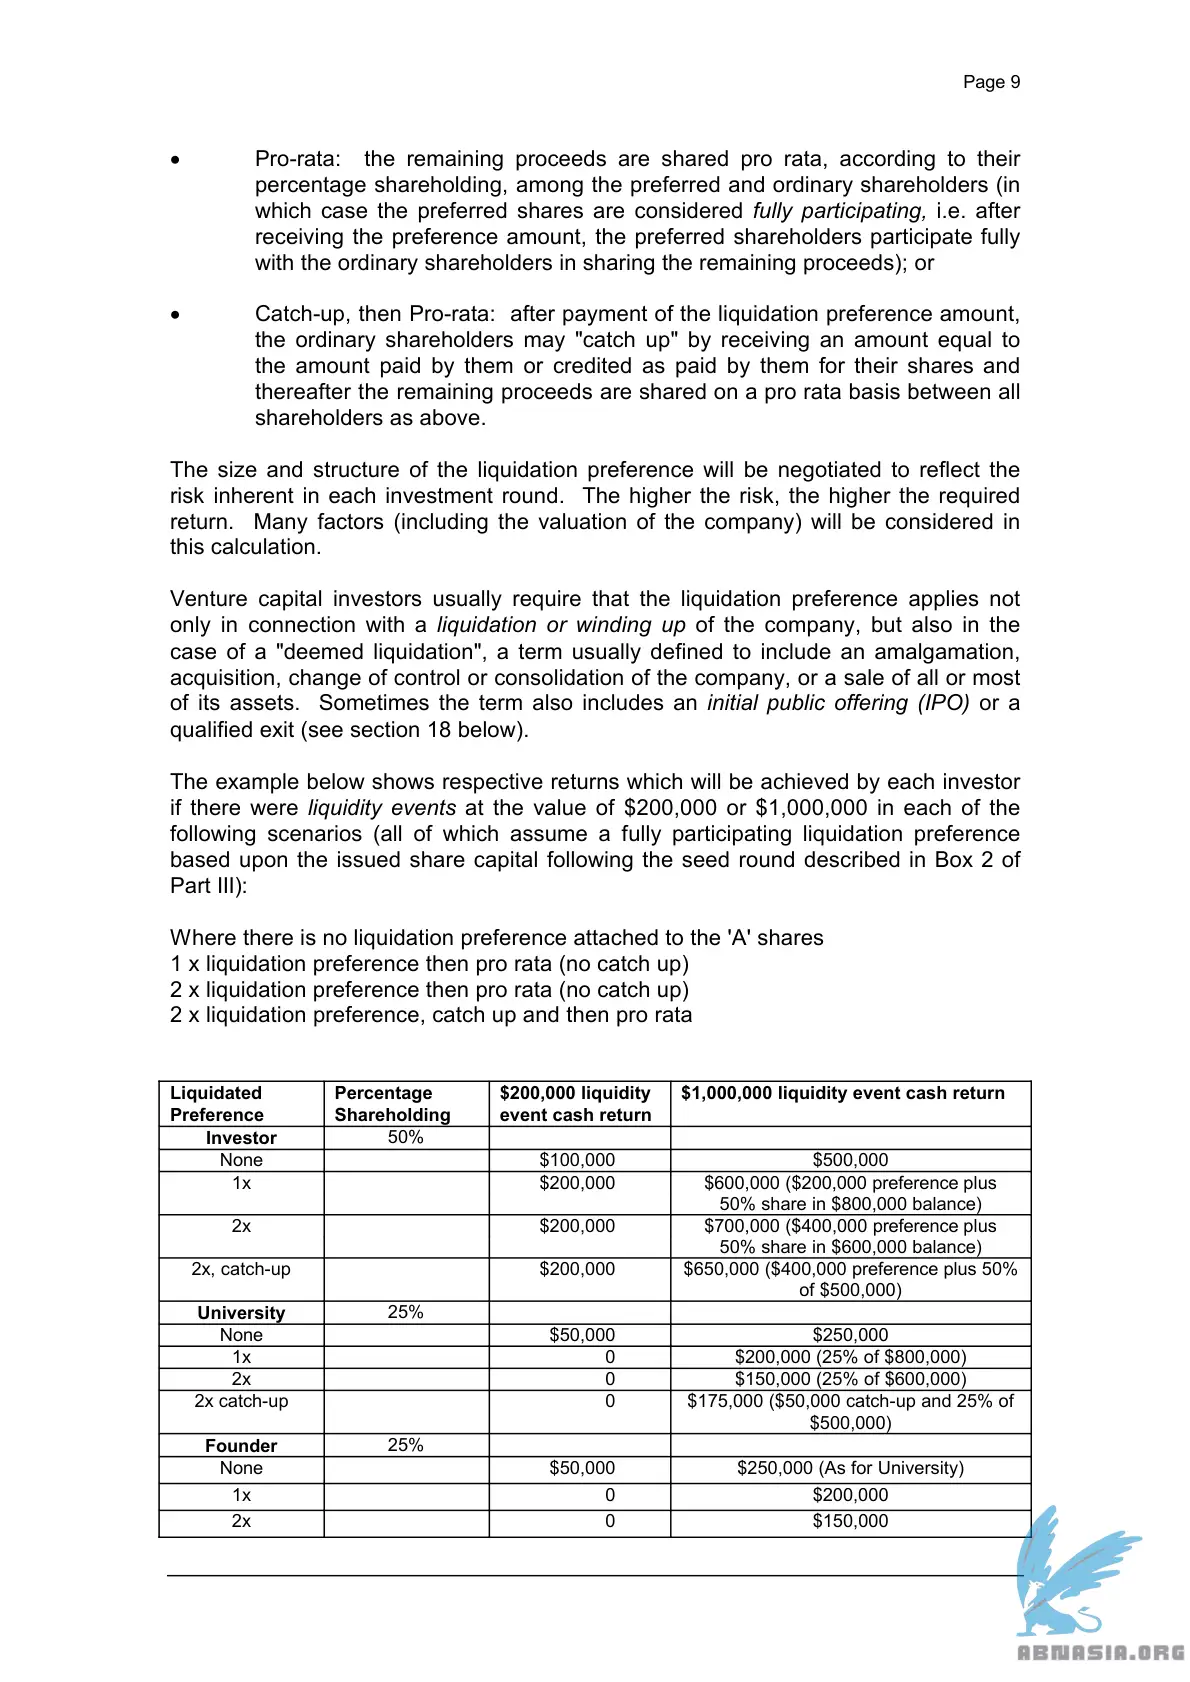 Page 9
• Pro-rata: the remaining proceeds are shared pro rata, according to their
percentage shareholding, among the preferred and ordinary shareholders (in
which case the preferred shares are considered fully participating, i.e. after
receiving the preference amount, the preferred shareholders participate fully
with the ordinary shareholders in sharing the remaining proceeds); or
• Catch-up, then Pro-rata: after payment of the liquidation preference amount,
the ordinary shareholders may "catch up" by receiving an amount equal to
the amount paid by them or credited as paid by them for their shares and
thereafter the remaining proceeds are shared on a pro rata basis between all
shareholders as above.
The size and structure of the liquidation preference will be negotiated to reflect the
risk inherent in each investment round. The higher the risk, the higher the required
return. Many factors (including the valuation of the company) will be considered in
this calculation.
Venture capital investors usually require that the liquidation preference applies not
only in connection with a liquidation or winding up of the company, but also in the
case of a "deemed liquidation", a term usually defined to include an amalgamation,
acquisition, change of control or consolidation of the company, or a sale of all or most
of its assets. Sometimes the term also includes an initial public offering (IPO) or a
qualified exit (see section 18 below).
The example below shows respective returns which will be achieved by each investor
if there were liquidity events at the value of $200,000 or $1,000,000 in each of the
following scenarios (all of which assume a fully participating liquidation preference
based upon the issued share capital following the seed round described in Box 2 of
Part III):
Where there is no liquidation preference attached to the 'A' shares
1 x liquidation preference then pro rata (no catch up)
2 x liquidation preference then pro rata (no catch up)
2 x liquidation preference, catch up and then pro rata
Liquidated Percentage $200,000 liquidity $1,000,000 liquidity event cash return
Preference Shareholding event cash return
Investor 50%
None $100,000 $500,000
1x $200,000 $600,000 ($200,000 preference plus
50% share in $800,000 balance)
2x $200,000 $700,000 ($400,000 preference plus
50% share in $600,000 balance)
2x, catch-up $200,000 $650,000 ($400,000 preference plus 50%
of $500,000)
University 25%
None $50,000 $250,000
1x 0 $200,000 (25% of $800,000)
2x 0 $150,000 (25% of $600,000)
2x catch-up 0 $175,000 ($50,000 catch-up and 25% of
$500,000)
Founder 25%
None $50,000 $250,000 (As for University)
1x 0 $200,000
2x 0 $150,000
ABNASIA.ORG